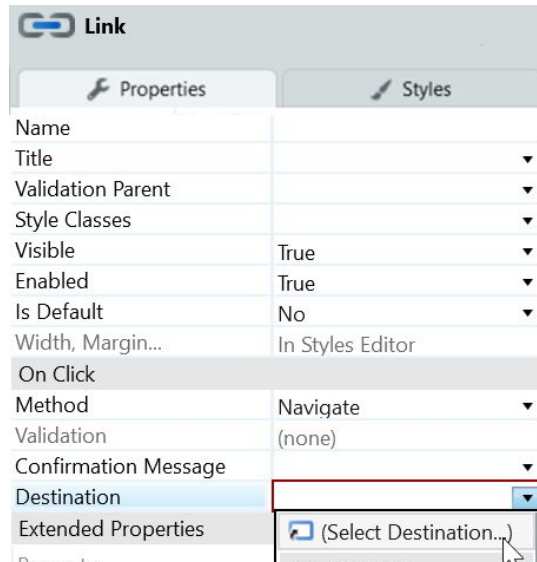 Link
Properties Styles
Name
Title
Validation Parent
Style Classes
Visible True
Enabled True
Is Default No
Width, Margin... In Styles Editor
On Click
Method Navigate
Validation (none)
Confirmation Message
Destination
Extended Properties (Select Destination...)